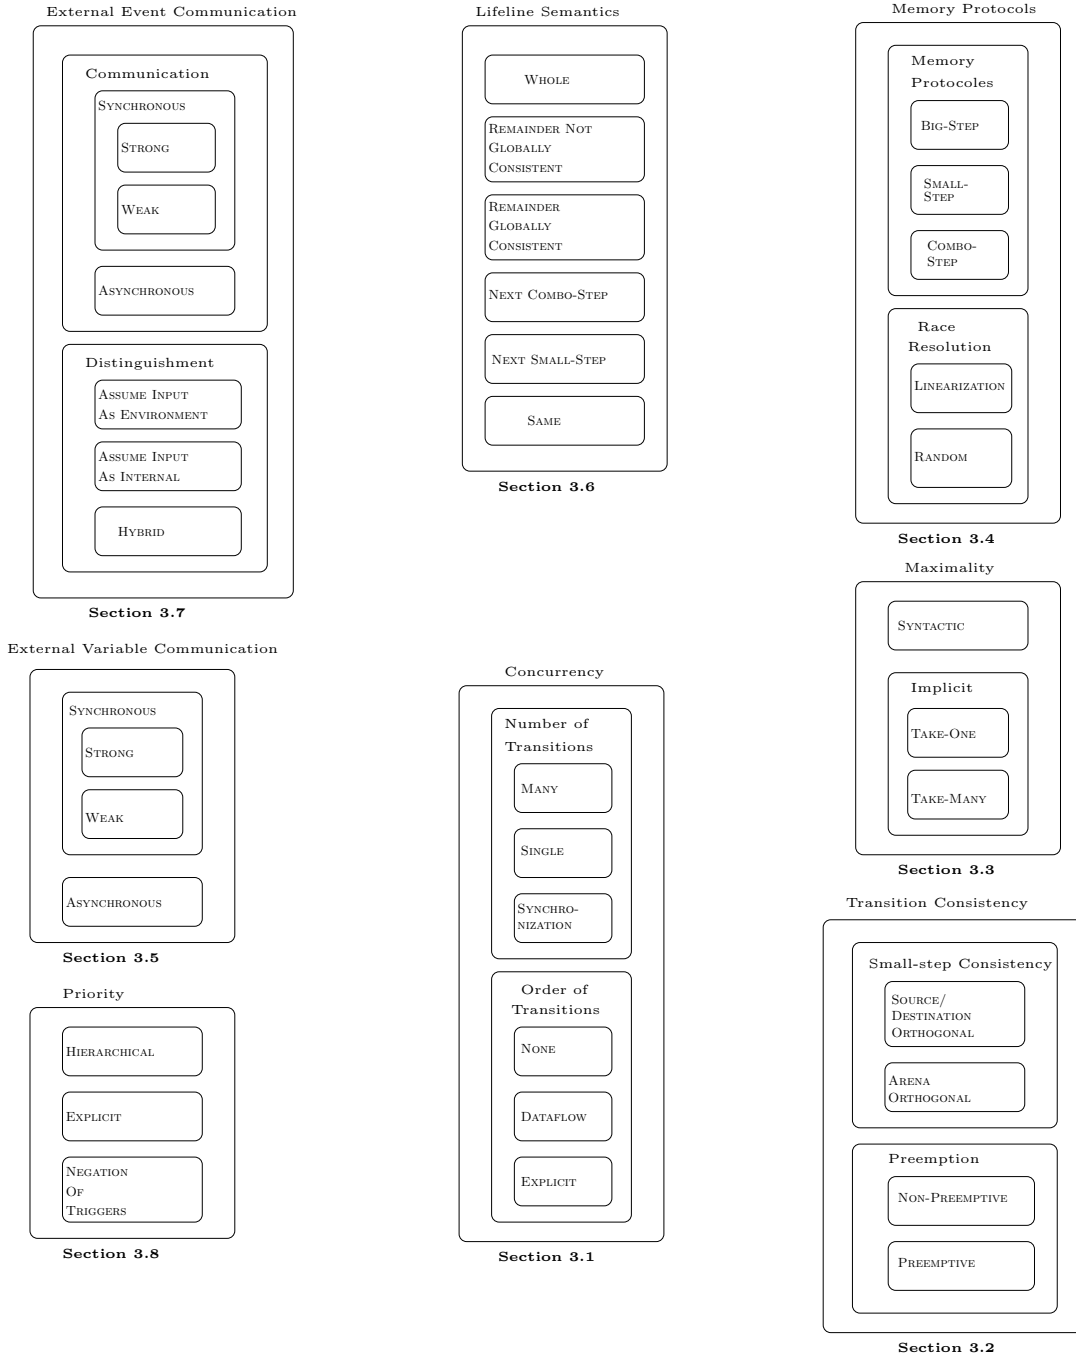 External Event Communication
Communication
SYNCHRONOUS
STRONG
WEAK
ASYNCHRONOUS
Distinguishment
ASSUME INPUT
AS ENVIRONMENT
ASSUME INPUT
AS INTERNAL
HYBRID
Section 3.7
External Variable Communication
SYNCHRONOUS
STRONG
WEAK
ASYNCHRONOUS
Section 3.5
Priority
HIERARCHICAL
EXPLICIT
NEGATION
OF
TRIGGERS
Section 3.8
Lifeline Semantics
WHOLE
REMAINDER NOT
GLOBALLY
CONSISTENT
REMAINDER
GLOBALLY
CONSISTENT
NEXT COMBO-STEP
NEXT SMALL-STEP
SAME
Section 3.6
Concurrency
Number of
Transitions
MANY
SINGLE
SYNCHRO-
NIZATION
Order of
Transitions
NONE
DATAFLOW
EXPLICIT
Section 3.1
Memory Protocols
Memory
Protocoles
BIG-STEP
SMALL-
STEP
COMBO-
STEP
Race
Resolution
LINEARIZATION
RANDOM
Section 3.4
Maximality
SYNTACTIC
Implicit
TAKE-ONE
TAKE-MANY
Section 3.3
Transition Consistency
Small-step Consistency
SOURCE/
DESTINATION
ORTHOGONAL
ARENA
ORTHOGONAL
Preemption
NON-PREEMPTIVE
PREEMPTIVE
Section 3.2